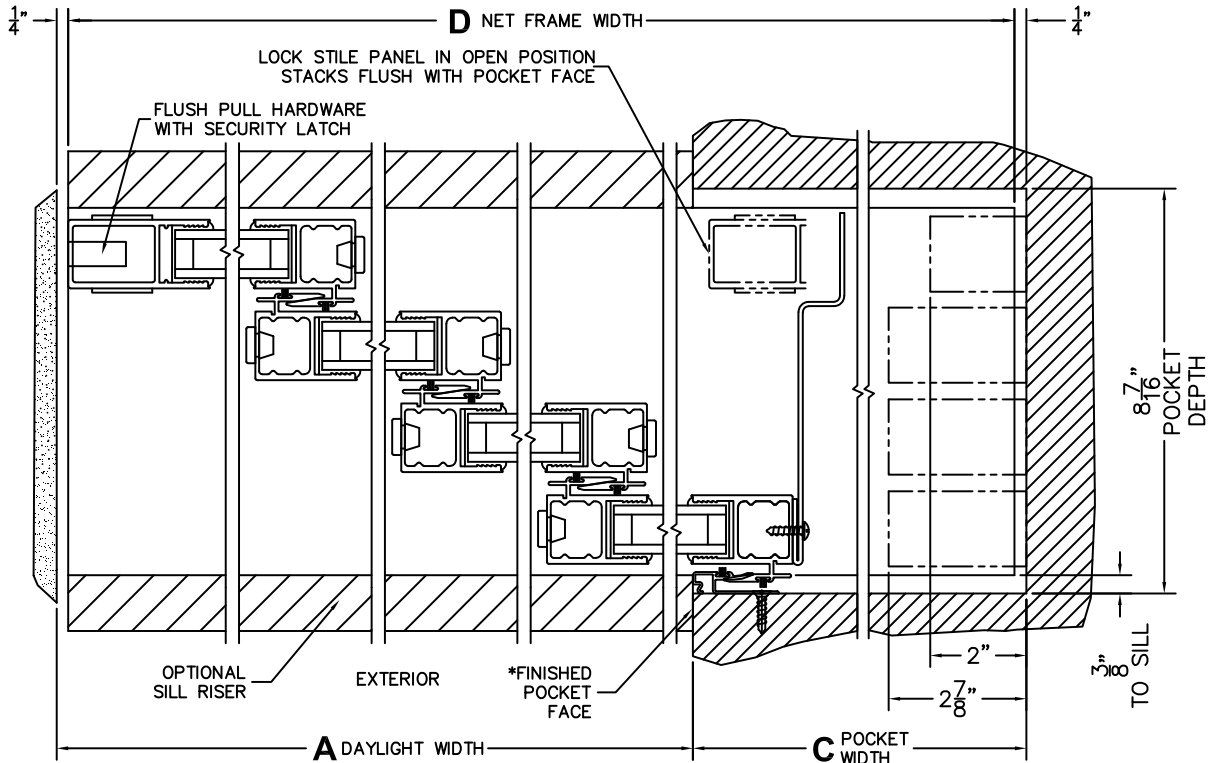 1/4"
D NET FRAME WIDTH
1/4"
LOCK STILE PANEL IN OPEN POSITION
STACKS FLUSH WITH POCKET FACE
FLUSH PULL HARDWARE
WITH SECURITY LATCH
8 7/16"
POCKET
DEPTH
3/8"
TO SILL
2"
2 7/8"
OPTIONAL
SILL RISER
EXTERIOR
*FINISHED
POCKET
FACE
A DAYLIGHT WIDTH
C POCKET
WIDTH